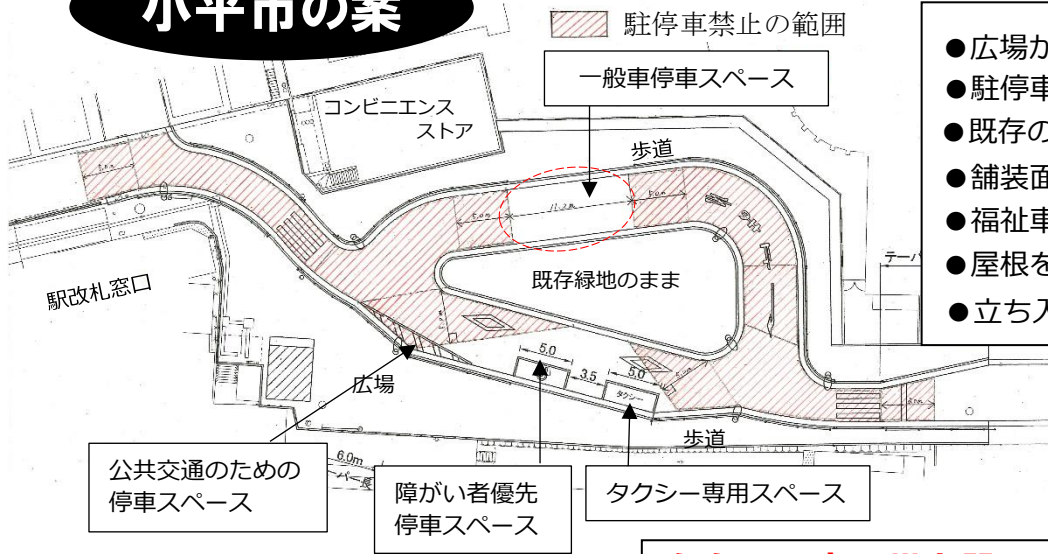 小平市の案
駐停車禁止の範囲
一般車停車スペース
コンビニエンス
ストア
歩道
5.0m
5.0m
既存緑地のまま
駅改札窓口
広場
5.0
3.5
5.0
タクシー
歩道
6.0m
公共交通のための
停車スペース
障がい者優先
停車スペース
タクシー専用スペース
●広場か
●駐停車
●既存の
●舗装面
●福祉車
●屋根を
●立ち入